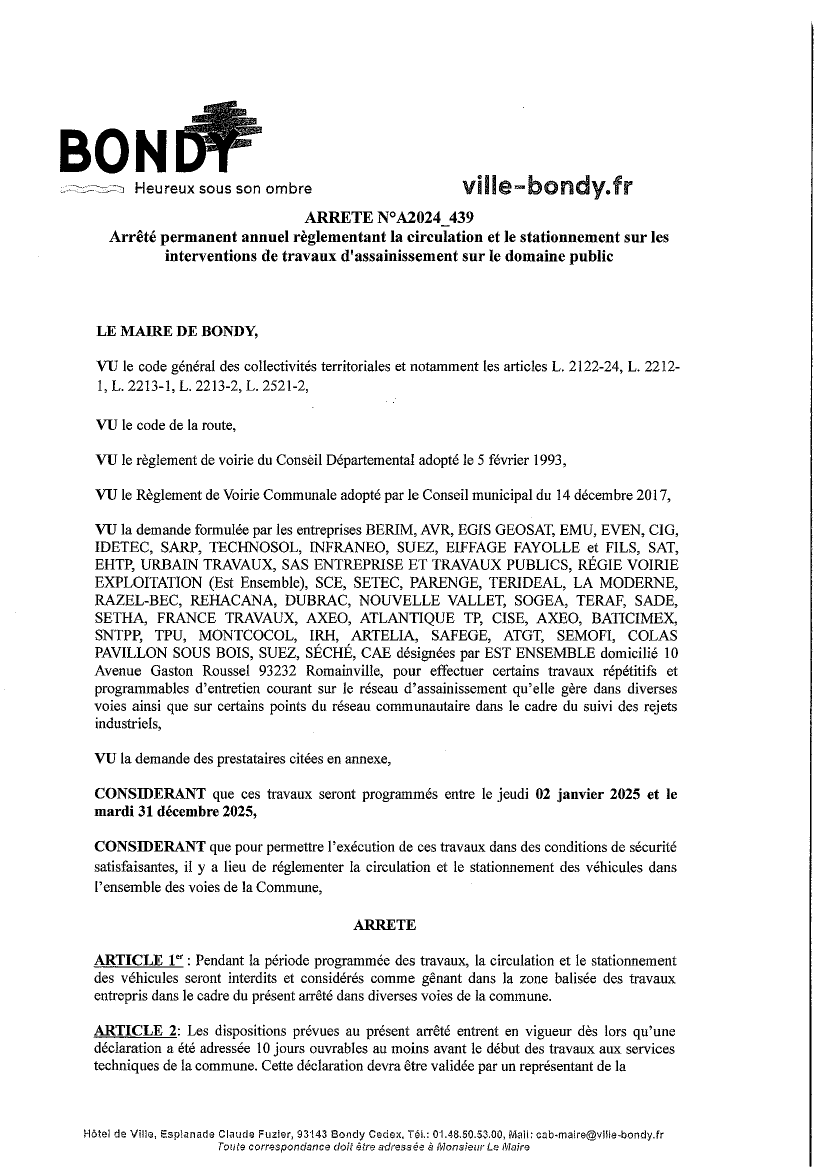 BONDY
Heureux sous son ombre
ville-bondy.fr
ARRETE N°A2024_439
Arrêté permanent annuel règlementant la circulation et le stationnement sur les
interventions de travaux d'assainissement sur le domaine public
LE MAIRE DE BONDY,
VU le code général des collectivités territoriales et notamment les articles L. 2122-24, L. 2212-
1, L. 2213-1, L. 2213-2, L. 2521-2,
VU le code de la route,
VU le règlement de voirie du Conseil Départemental adopté le 5 février 1993,
VU le Règlement de Voirie Communale adopté par le Conseil municipal du 14 décembre 2017,
VU la demande formulée par les entreprises BERIM, AVR, EGIS GEOSAT, EMU, EVEN, CIG,
IDETEC, SARP, TECHNOSOL, INFRANEO, SUEZ, EIFFAGE FAYOLLE et FILS, SAT,
EHTP, URBAIN TRAVAUX, SAS ENTREPRISE ET TRAVAUX PUBLICS, RÉGIE VOIRIE
EXPLOITATION (Est Ensemble), SCE, SETEC, PARENGE, TERIDEAL, LA MODERNE,
RAZEL-BEC, REHACANA, DUBRAC, NOUVELLE VALLET, SOGEA, TERAF, SADE,
SETHA, FRANCE TRAVAUX, AXEO, ATLANTIQUE TP, CISE, AXEO, BATICIMEX,
SNTPP, TPU, MONTCOCOL, IRH, ARTELIA, SAFEGE, ATGT, SEMOFI, COLAS
PAVILLON SOUS BOIS, SUEZ, SÉCHÉ, CAE désignées par EST ENSEMBLE domicilié 10
Avenue Gaston Roussel 93232 Romainville, pour effectuer certains travaux répétitifs et
programmables d'entretien courant sur le réseau d'assainissement qu'elle gère dans diverses
voies ainsi que sur certains points du réseau communautaire dans le cadre du suivi des rejets
industriels,
VU la demande des prestataires citées en annexe,
CONSIDERANT que ces travaux seront programmés entre le jeudi 02 janvier 2025 et le
mardi 31 décembre 2025,
CONSIDERANT que pour permettre l'exécution de ces travaux dans des conditions de sécurité
satisfaisantes, il y a lieu de réglementer la circulation et le stationnement des véhicules dans
l'ensemble des voies de la Commune,
ARRETE
ARTICLE 1er : Pendant la période programmée des travaux, la circulation et le stationnement
des véhicules seront interdits et considérés comme gênant dans la zone balisée des travaux
entrepris dans le cadre du présent arrêté dans diverses voies de la commune.
ARTICLE 2: Les dispositions prévues au présent arrêté entrent en vigueur dès lors qu'une
déclaration a été adressée 10 jours ouvrables au moins avant le début des travaux aux services
techniques de la commune. Cette déclaration devra être validée par un représentant de la
Hôtel de Ville, Esplanade Claude Fuzier, 93143 Bondy Cedex, Tél.: 01.48.50.53.00, Mail: cab-maire@ville-bondy.fr
Toute correspondance doit être adressée à Monsieur Le Maire